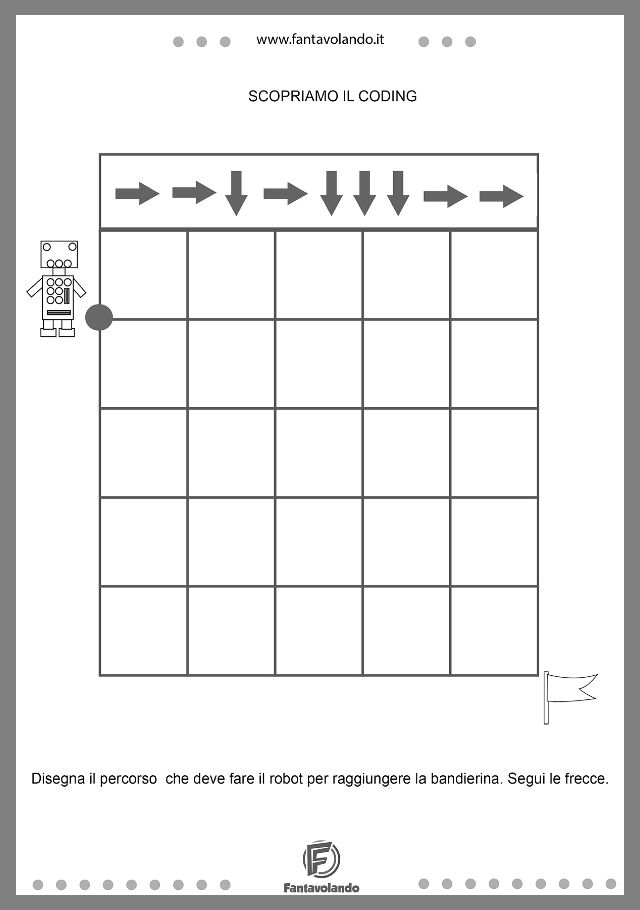 www.fantavolando.it
SCOPRIAMO IL CODING
Disegna il percorso che deve fare il robot per raggiungere la bandierina. Segui le frecce.
Fantavolando